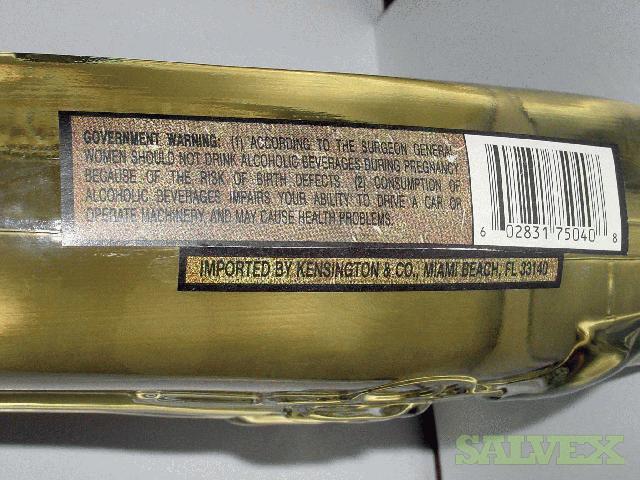 GOVERNMENT WARNING: (1) ACCORDING TO THE SURGEON GENERAL
WOMEN SHOULD NOT DRINK ALCOHOLIC BEVERAGES DURING PREGNANCY
BECAUSE OF THE RISK OF BIRTH DEFECTS. (2) CONSUMPTION OF
ALCOHOLIC BEVERAGES IMPAIRS YOUR ABILITY TO DRIVE A CAR OR
OPERATE MACHINERY AND MAY CAUSE HEALTH PROBLEMS.
6 02831 75040 8
IMPORTED BY KENSINGTON & CO., MIAMI BEACH, FL 33140
SALVEX